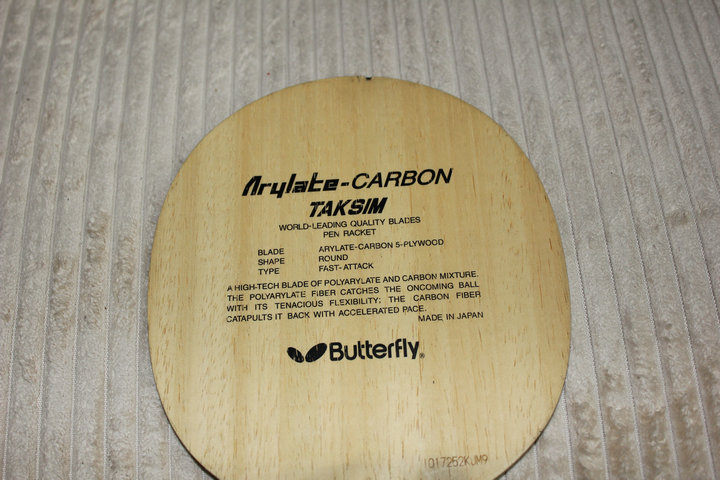 Arylate-CARBON
TAKSIM
WORLD-LEADING QUALITY BLADES
PEN RACKET
BLADE ARYLATE-CARBON 5-PLYWOOD
SHAPE ROUND
TYPE FAST-ATTACK
A HIGH-TECH BLADE OF POLYARYLATE AND CARBON MIXTURE.
THE POLYARYLATE FIBER CATCHES THE ONCOMING BALL
WITH ITS TENACIOUS FLEXIBILITY; THE CARBON FIBER
CATAPULTS IT BACK WITH ACCELERATED PACE.
MADE IN JAPAN
Butterfly®
017252KJM9